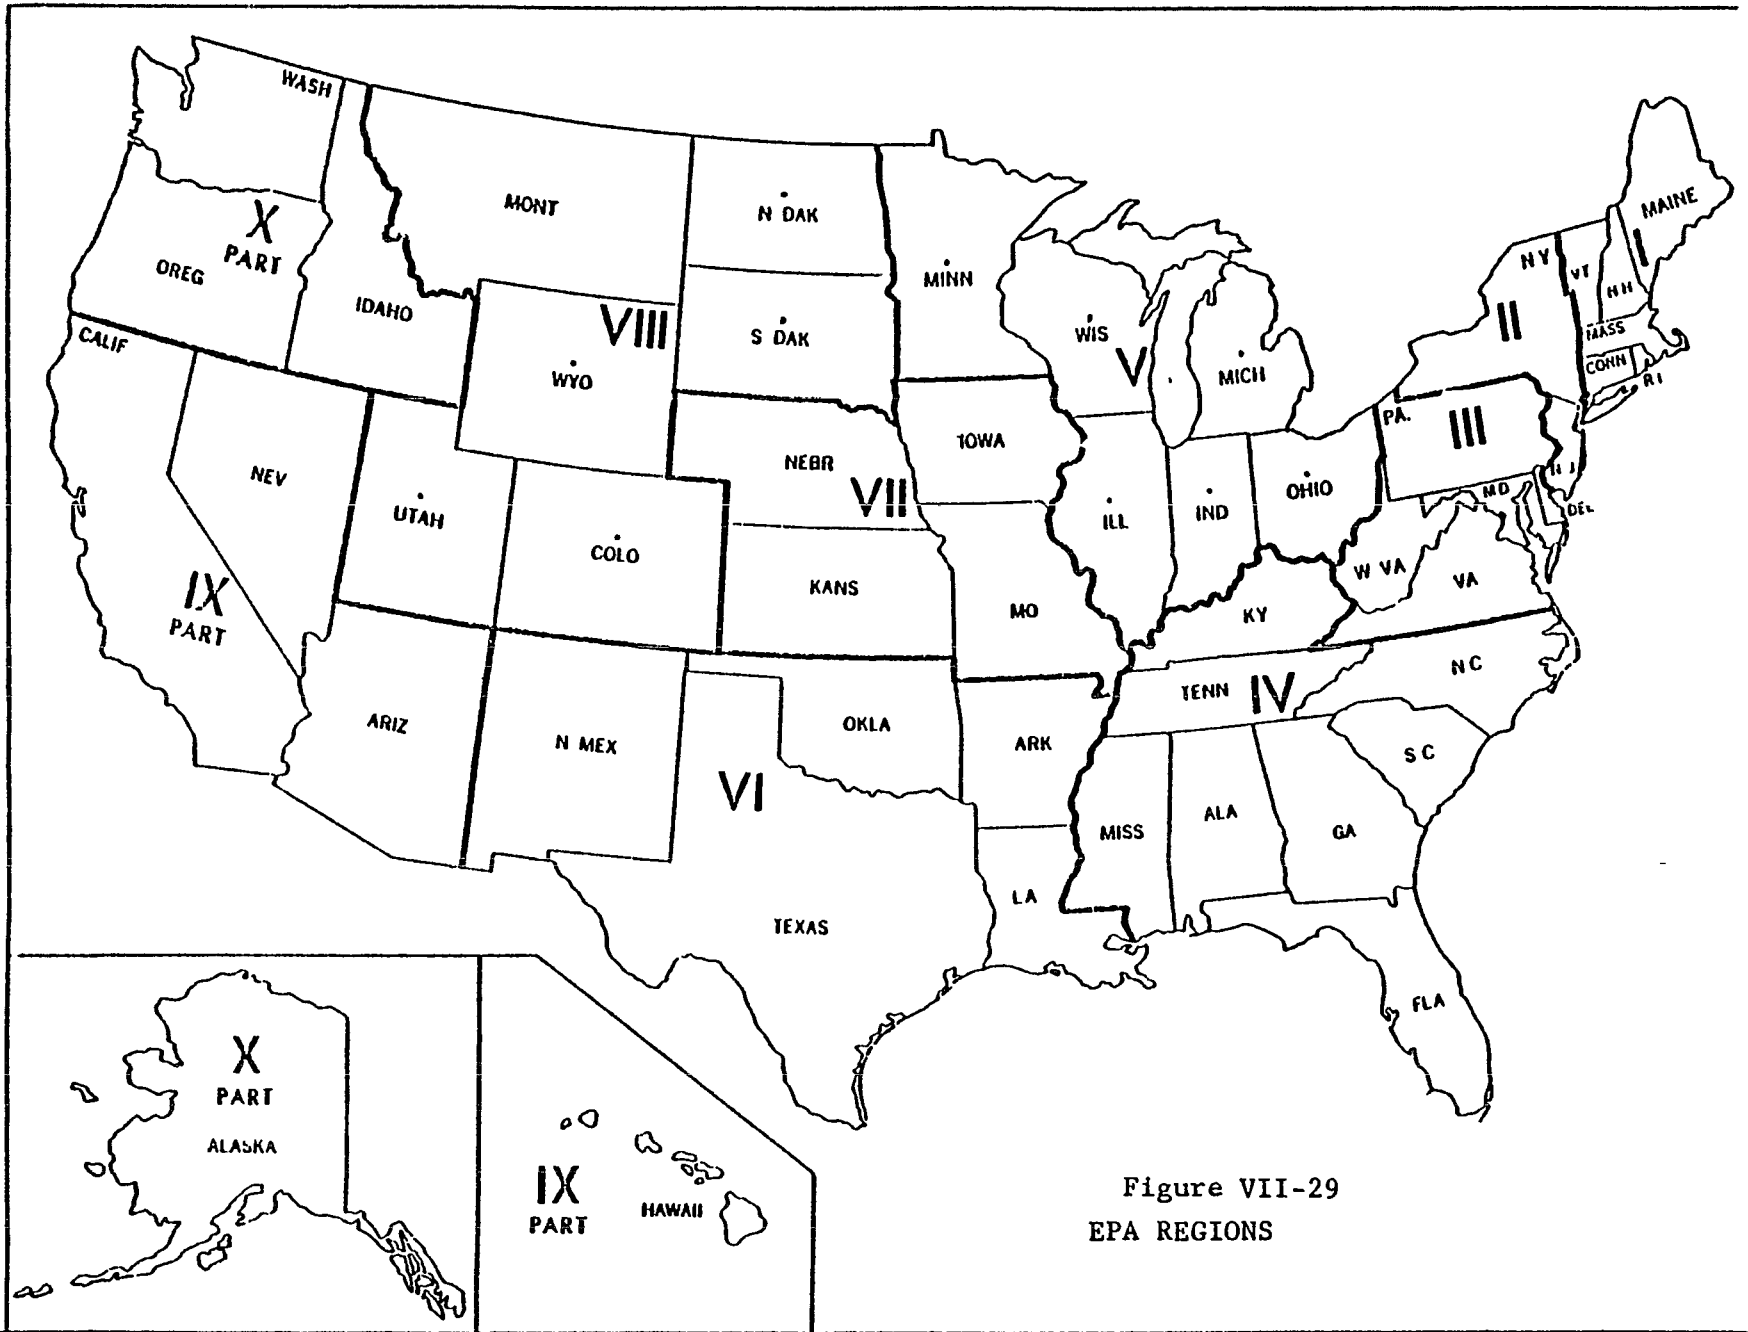 WASH
MONT
N DAK
MINN
MAINE
X
PART
OREG
IDAHO
VIII
S DAK
WIS
V
MICH
NY
VT
NH
I
II
MASS
CONN
RI
CALIF
WYO
NEBR
VII
IOWA
PA.
III
NJ
NEV
UTAH
COLO
ILL
IND
OHIO
MD
DEL
IX
PART
KANS
MO
KY
W VA
VA
ARIZ
N MEX
VI
OKLA
ARK
TENN
IV
NC
SC
TEXAS
LA
MISS
ALA
GA
FLA
X
PART
ALASKA
IX
PART
HAWAII
Figure VII-29
EPA REGIONS